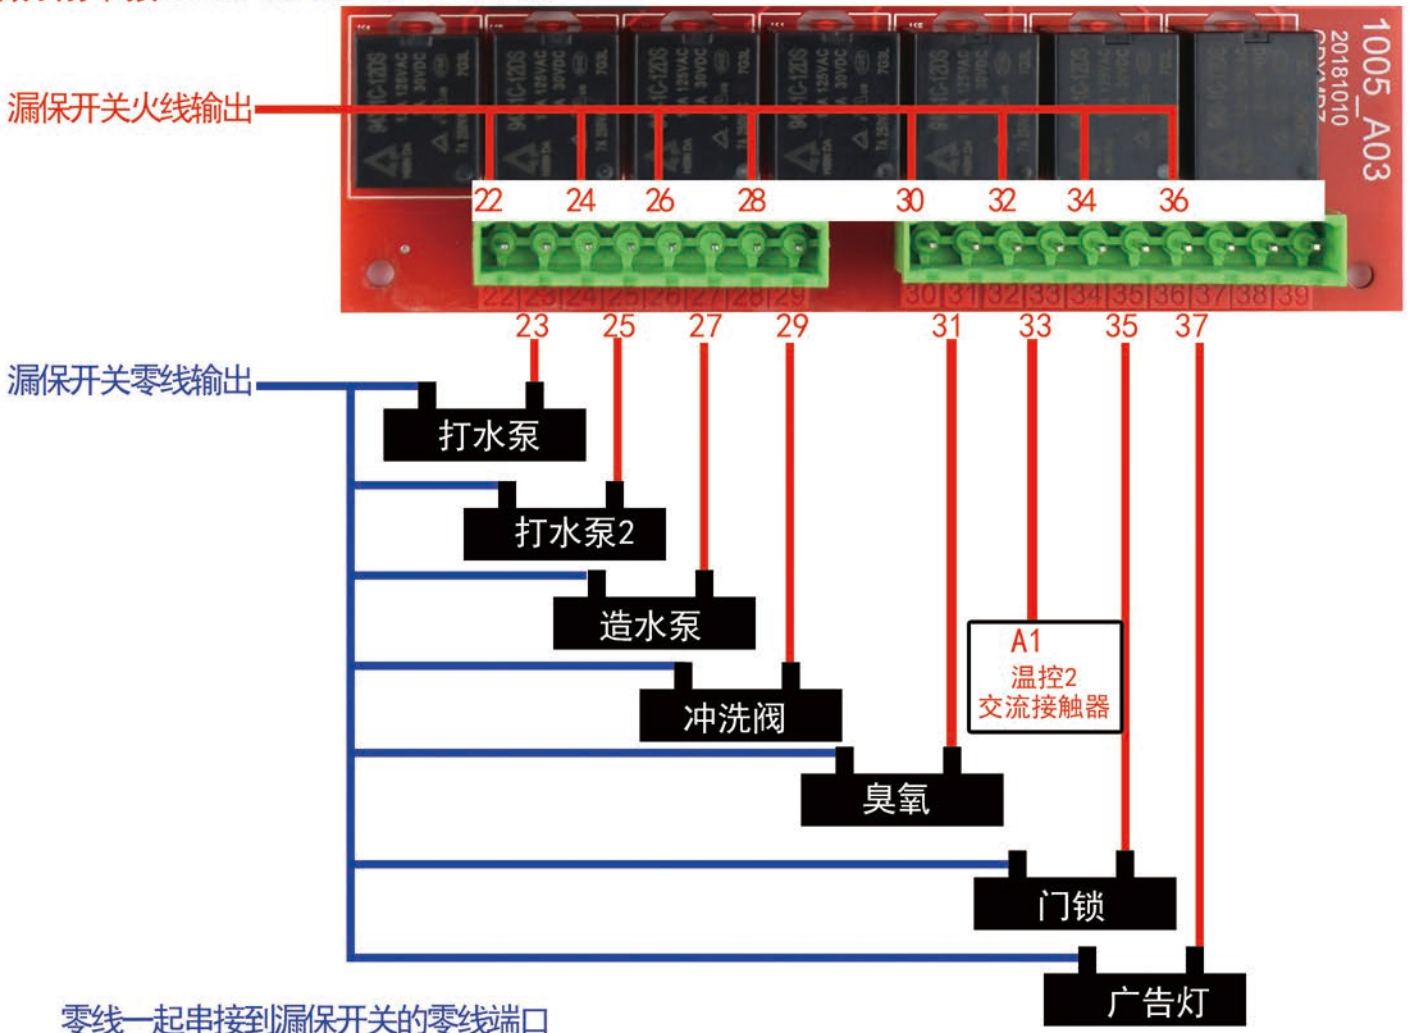 漏保开关火线输出
22 24 26 28 30 32 34 36
22 23 24 25 26 27 28 29 30 31 32 33 34 35 36 37 38 39
23 25 27 29 31 33 35 37
1005_A03
20181010
漏保开关零线输出
打水泵
打水泵2
造水泵
A1
温控2
交流接触器
冲洗阀
臭氧
门锁
广告灯
零线一起串接到漏保开关的零线端口